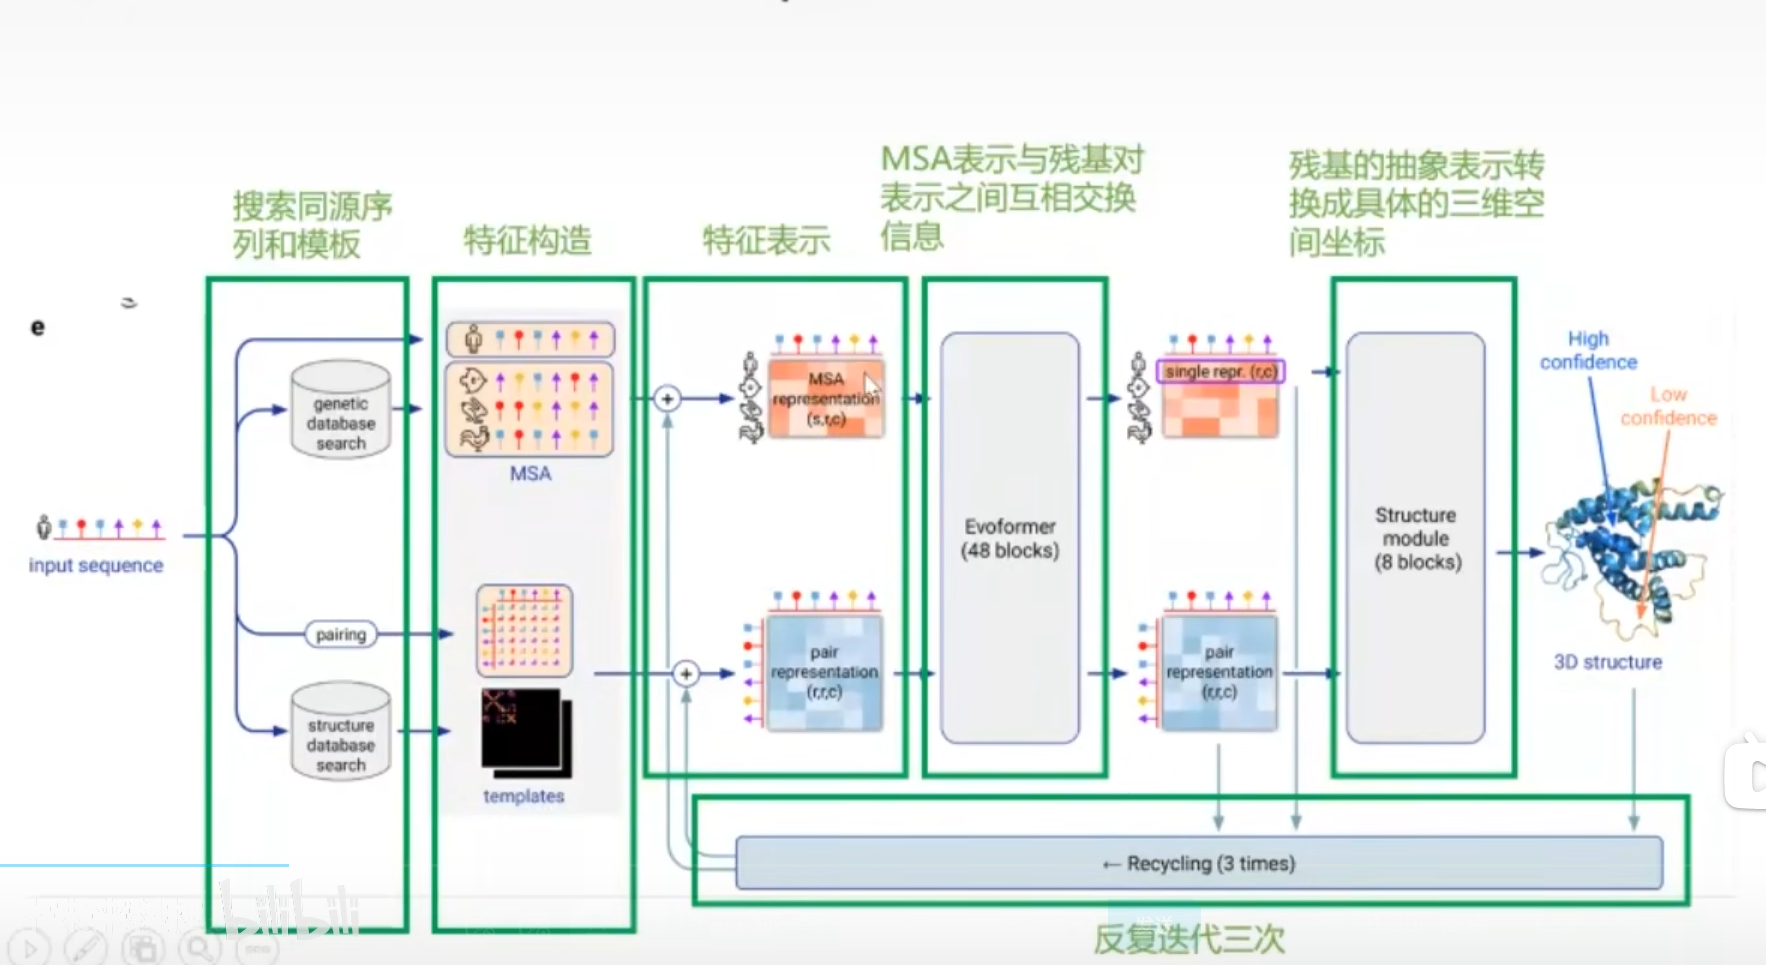 搜索同源序
列和模板
特征构造
特征表示
MSA表示与残基对
表示之间互相交换
信息
残基的抽象表示转
换成具体的三维空
间坐标
e
input sequence
genetic
database
search
pairing
structure
database
search
MSA
templates
MSA
representation
(s,r,c)
pair
representation
(r,r,c)
Evoformer
(48 blocks)
single repr. (r,c)
pair
representation
(r,r,c)
Structure
module
(8 blocks)
High
confidence
Low
confidence
3D structure
← Recycling (3 times)
反复迭代三次
bilibili